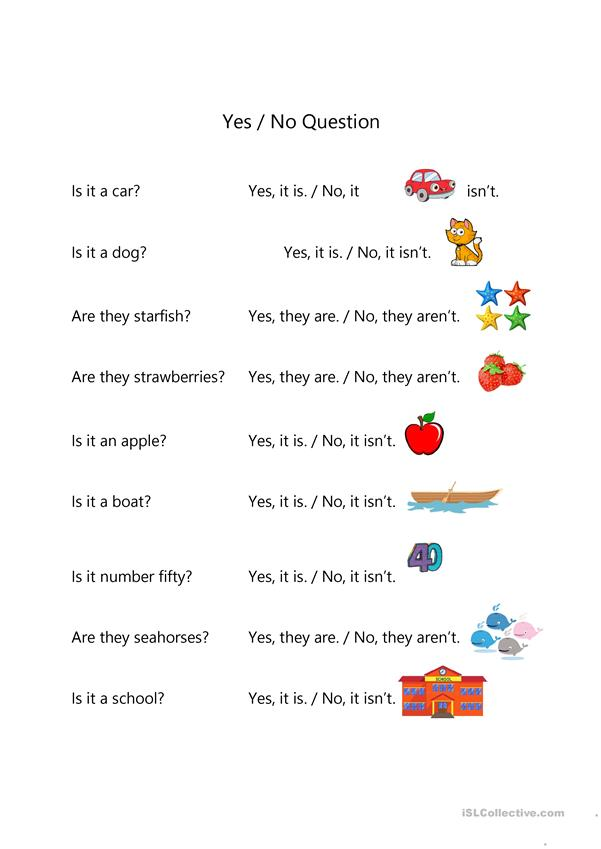 Yes / No Question
Is it a car? Yes, it is. / No, it isn't.
Is it a dog? Yes, it is. / No, it isn't.
Are they starfish? Yes, they are. / No, they aren't.
Are they strawberries? Yes, they are. / No, they aren't.
Is it an apple? Yes, it is. / No, it isn't.
Is it a boat? Yes, it is. / No, it isn't.
40
Is it number fifty? Yes, it is. / No, it isn't.
Are they seahorses? Yes, they are. / No, they aren't.
SCHOOL
Is it a school? Yes, it is. / No, it isn't.
iSLCollective.com